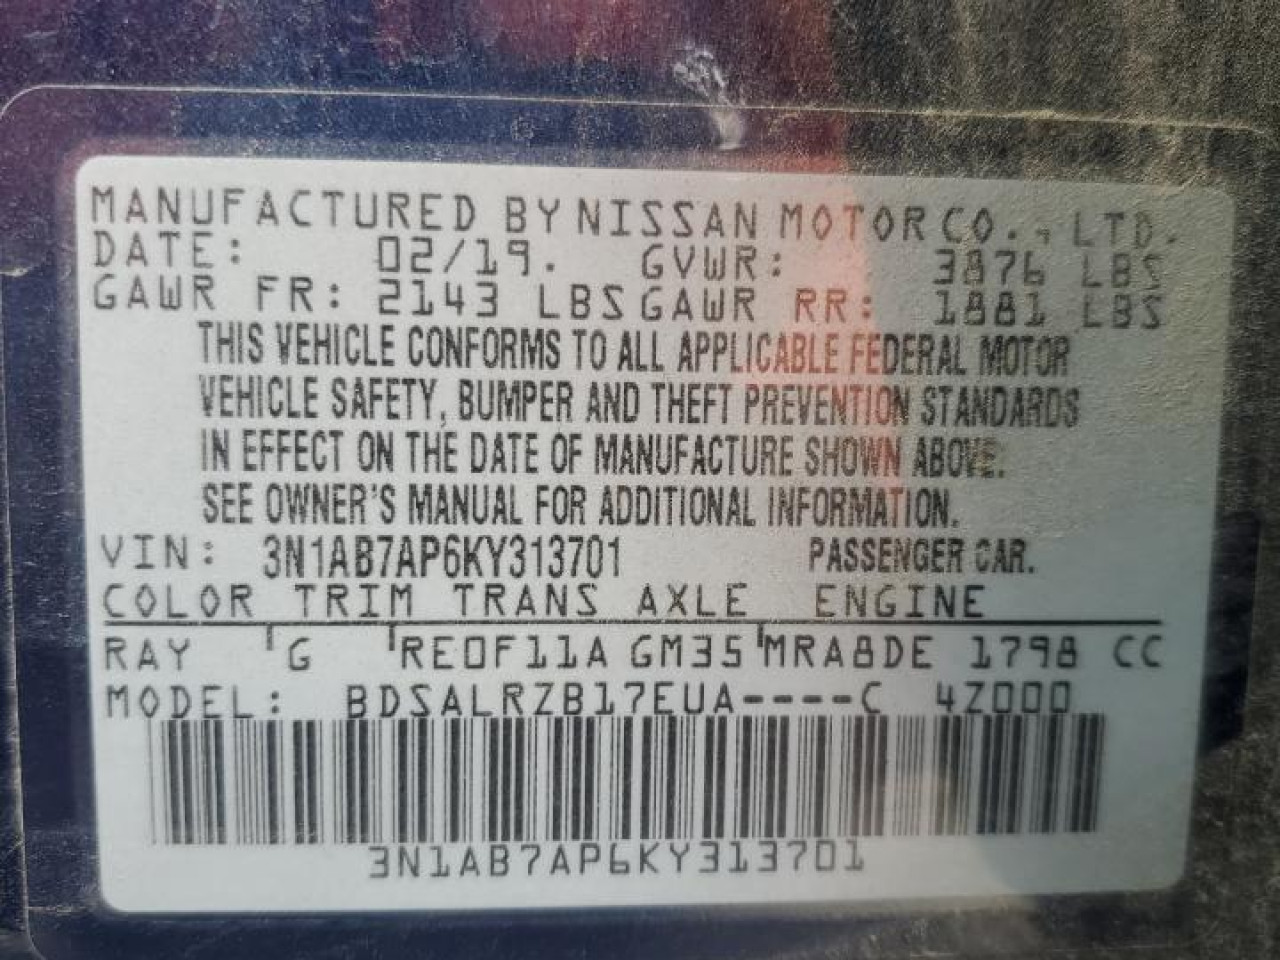 MANUFACTURED BY NISSAN MOTOR CO., LTD.
DATE: 02/19. GVWR: 3876 LBS
GAWR FR: 2143 LBS GAWR RR: 1881 LBS
THIS VEHICLE CONFORMS TO ALL APPLICABLE FEDERAL MOTOR
VEHICLE SAFETY, BUMPER AND THEFT PREVENTION STANDARDS
IN EFFECT ON THE DATE OF MANUFACTURE SHOWN ABOVE.
SEE OWNER'S MANUAL FOR ADDITIONAL INFORMATION.
VIN: 3N1AB7AP6KY313701 PASSENGER CAR.
COLOR TRIM TRANS AXLE ENGINE
RAY G RE0F11A GM35 MRA8DE 1798 CC
MODEL: BDSALRZB17EUA----C 4Z000
3N1AB7AP6KY313701